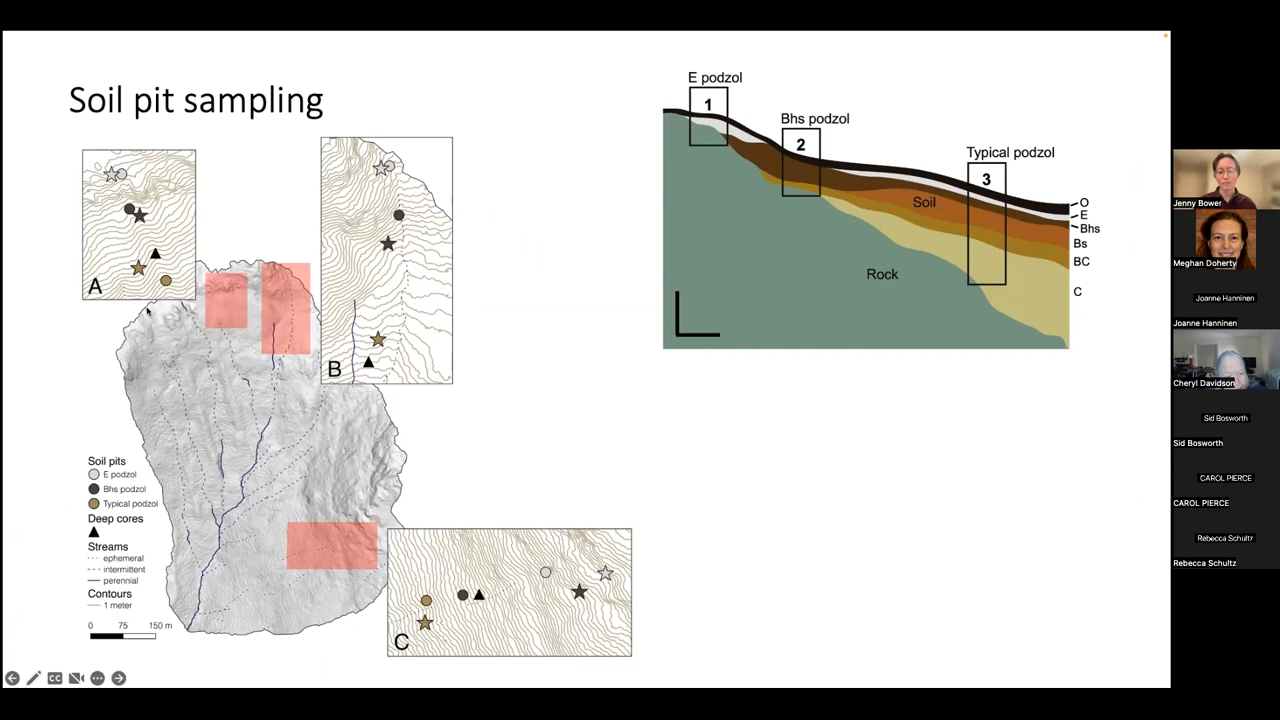 Soil pit sampling
A
B
C
Soil pits
E podzol
Bhs podzol
Typical podzol
Deep cores
Streams
ephemeral
intermittent
perennial
Contours
1 meter
0 75 150 m
E podzol
1
Bhs podzol
2
Typical podzol
3
Soil
Rock
O
E
Bhs
Bs
BC
C
CC
Jenny Bower
Meghan Doherty
Joanne Hanninen
Joanne Hanninen
Cheryl Davidson
Sid Bosworth
Sid Bosworth
CAROL PIERCE
CAROL PIERCE
Rebecca Schultz
Rebecca Schultz